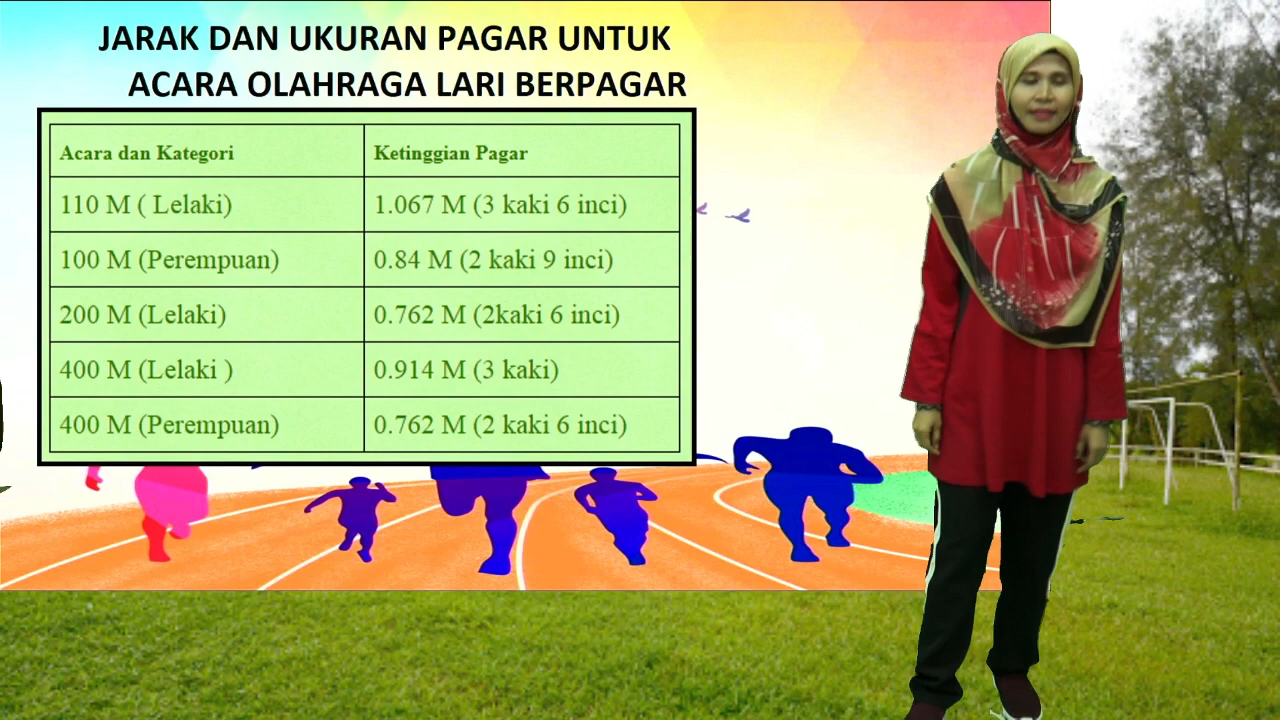 JARAK DAN UKURAN PAGAR UNTUK
ACARA OLAHRAGA LARI BERPAGAR
Acara dan Kategori Ketinggian Pagar
110 M ( Lelaki) 1.067 M (3 kaki 6 inci)
100 M (Perempuan) 0.84 M (2 kaki 9 inci)
200 M (Lelaki) 0.762 M (2kaki 6 inci)
400 M (Lelaki ) 0.914 M (3 kaki)
400 M (Perempuan) 0.762 M (2 kaki 6 inci)